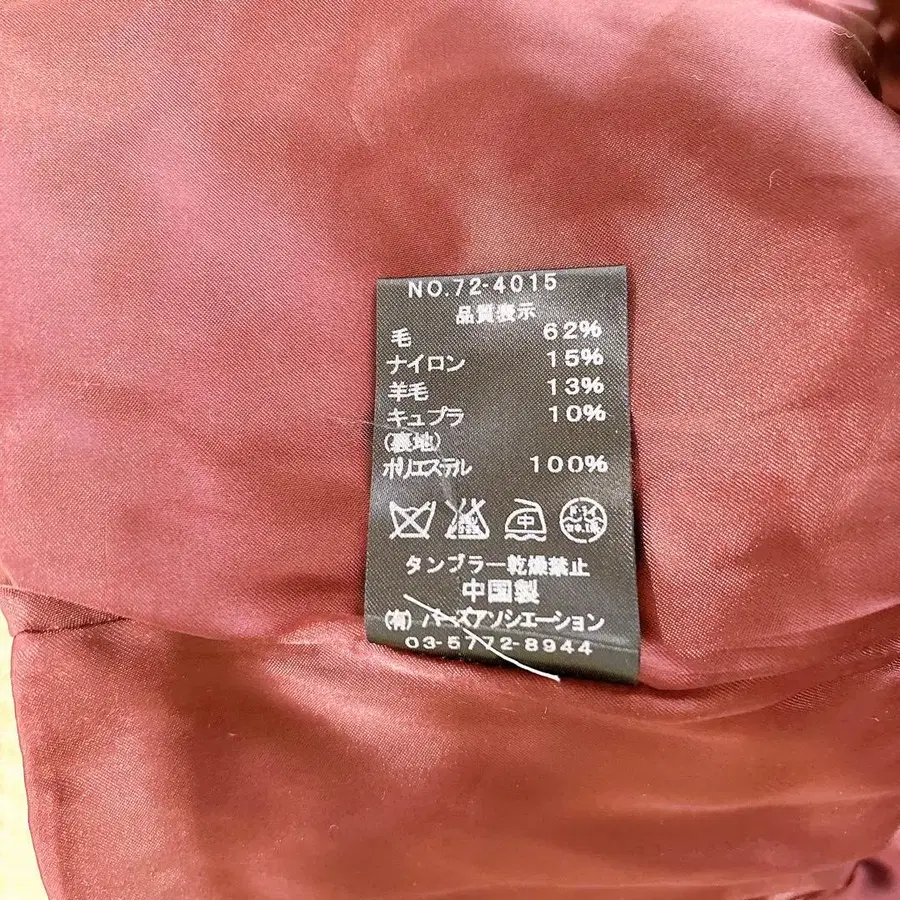 NO.72-4015
品質表示
毛 62%
ナイロン 15%
羊毛 13%
キュプラ 10%
(裏地)
ポリエステル 100%
中
タンブラー乾燥禁止
中国製
(有)バーズアソシエーション
03-5772-8944